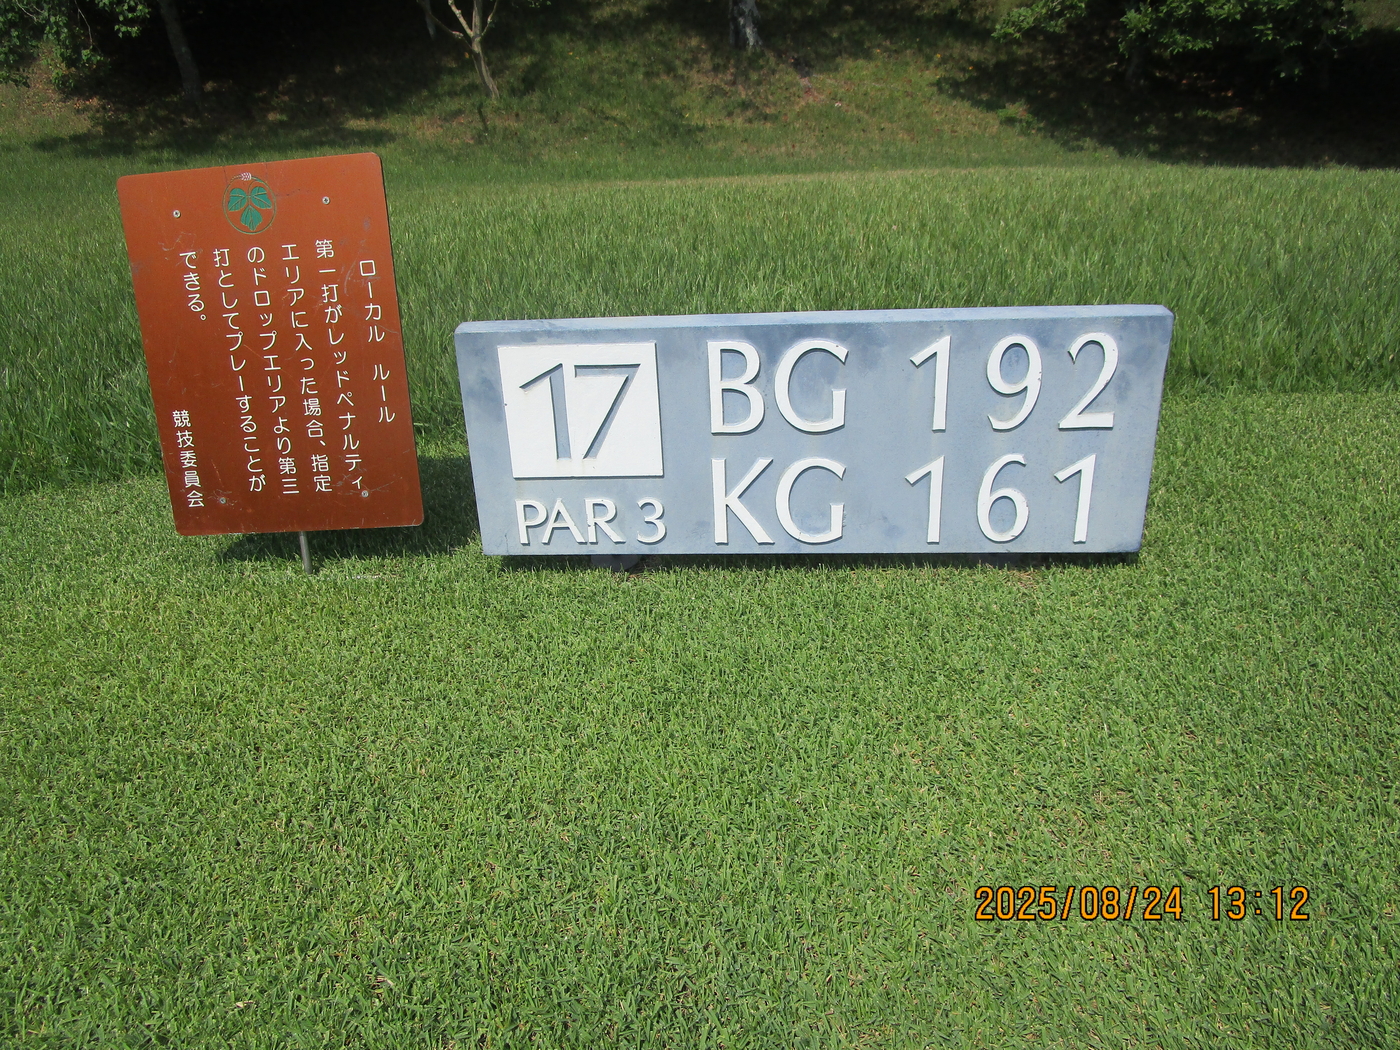 ローカル ルール
第一打がレッドペナルティ
エリアに入った場合、指定
のドロップエリアより第三
打としてプレーすることが
できる。
競技委員会
17
PAR 3
BG 192
KG 161
2025/08/24 13:12